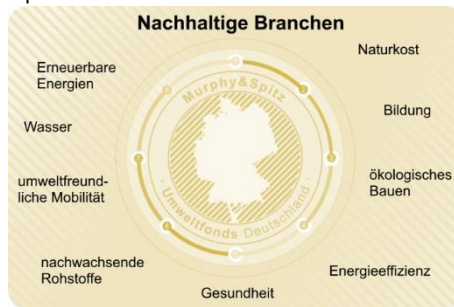 Nachhaltige Branchen
Naturkost
Erneuerbare
Energien
Murphy&Spitz
Bildung
Wasser
umweltfreund-
liche Mobilität
ökologisches
Bauen
· Umweltfonds Deutschland ·
nachwachsende
Rohstoffe
Energieeffizienz
Gesundheit